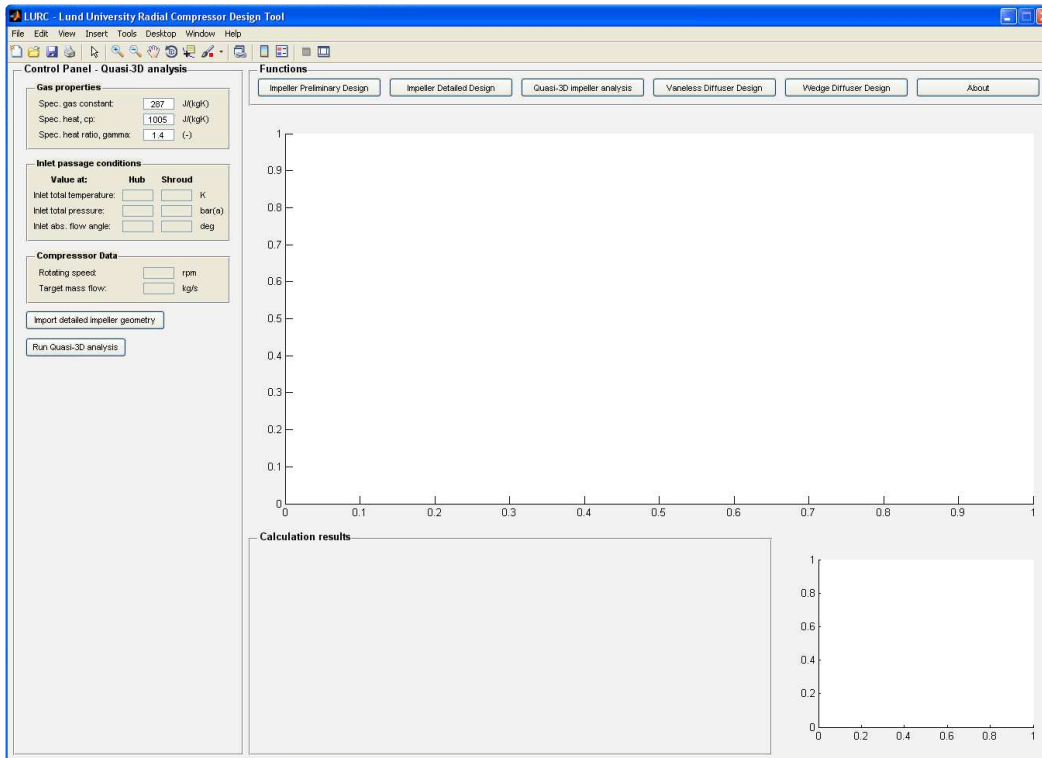 LURC - Lund University Radial Compressor Design Tool
File Edit View Insert Tools Desktop Window Help
Control Panel - Quasi-3D analysis
Gas properties
Spec. gas constant: 287 J/(kgK)
Spec. heat, cp: 1005 J/(kgK)
Spec. heat ratio, gamma: 1.4 (-)
Inlet passage conditions
Value at: Hub Shroud
Inlet total temperature: K
Inlet total pressure: bar(a)
Inlet abs. flow angle: deg
Compresssor Data
Rotating speed: rpm
Target mass flow: kg/s
Import detailed impeller geometry
Run Quasi-3D analysis
Functions
Impeller Preliminary Design Impeller Detailed Design Quasi-3D impeller analysis Vaneless Diffuser Design Wedge Diffuser Design About
1
0.9
0.8
0.7
0.6
0.5
0.4
0.3
0.2
0.1
0
0 0.1 0.2 0.3 0.4 0.5 0.6 0.7 0.8 0.9 1
Calculation results
1
0.8
0.6
0.4
0.2
0
0 0.2 0.4 0.6 0.8 1